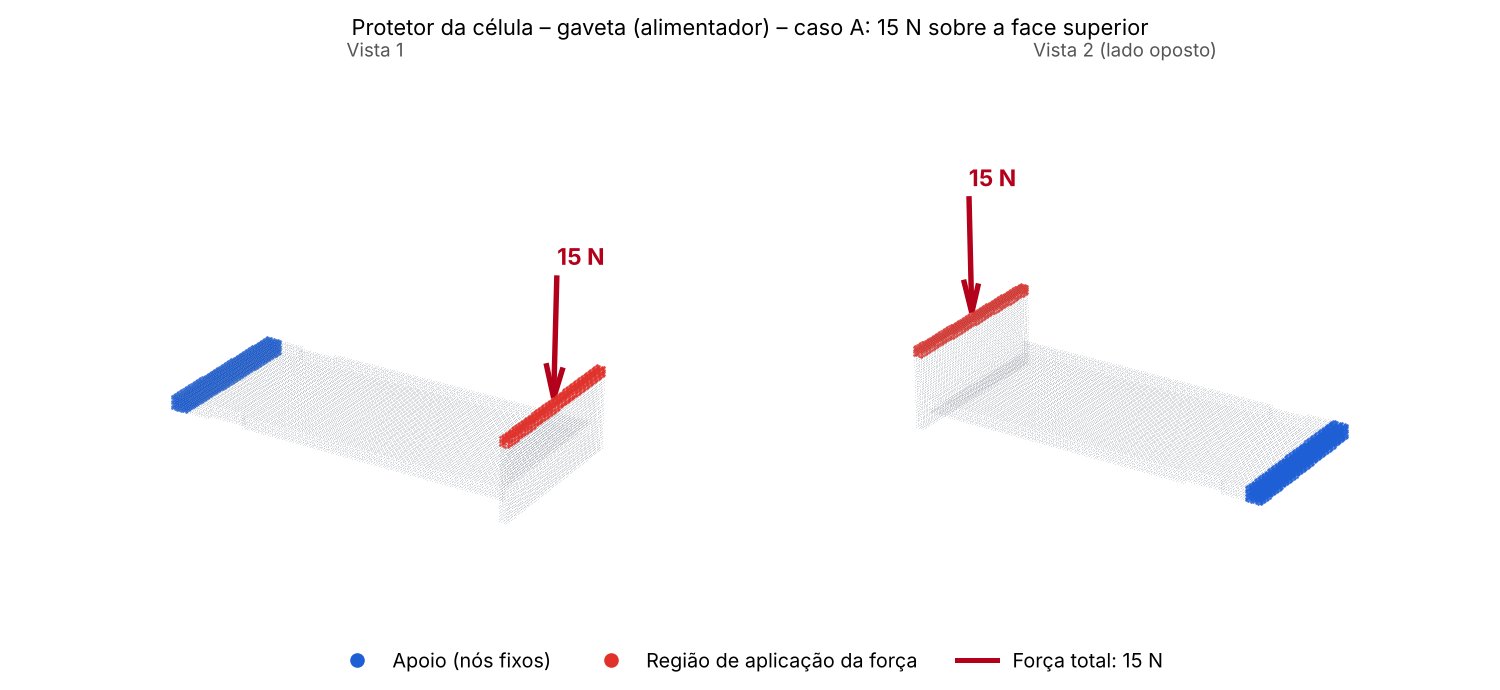 Protetor da célula – gaveta (alimentador) – caso A: 15 N sobre a face superior
Vista 1
Vista 2 (lado oposto)
15 N
15 N
Apoio (nós fixos)
Região de aplicação da força
Força total: 15 N